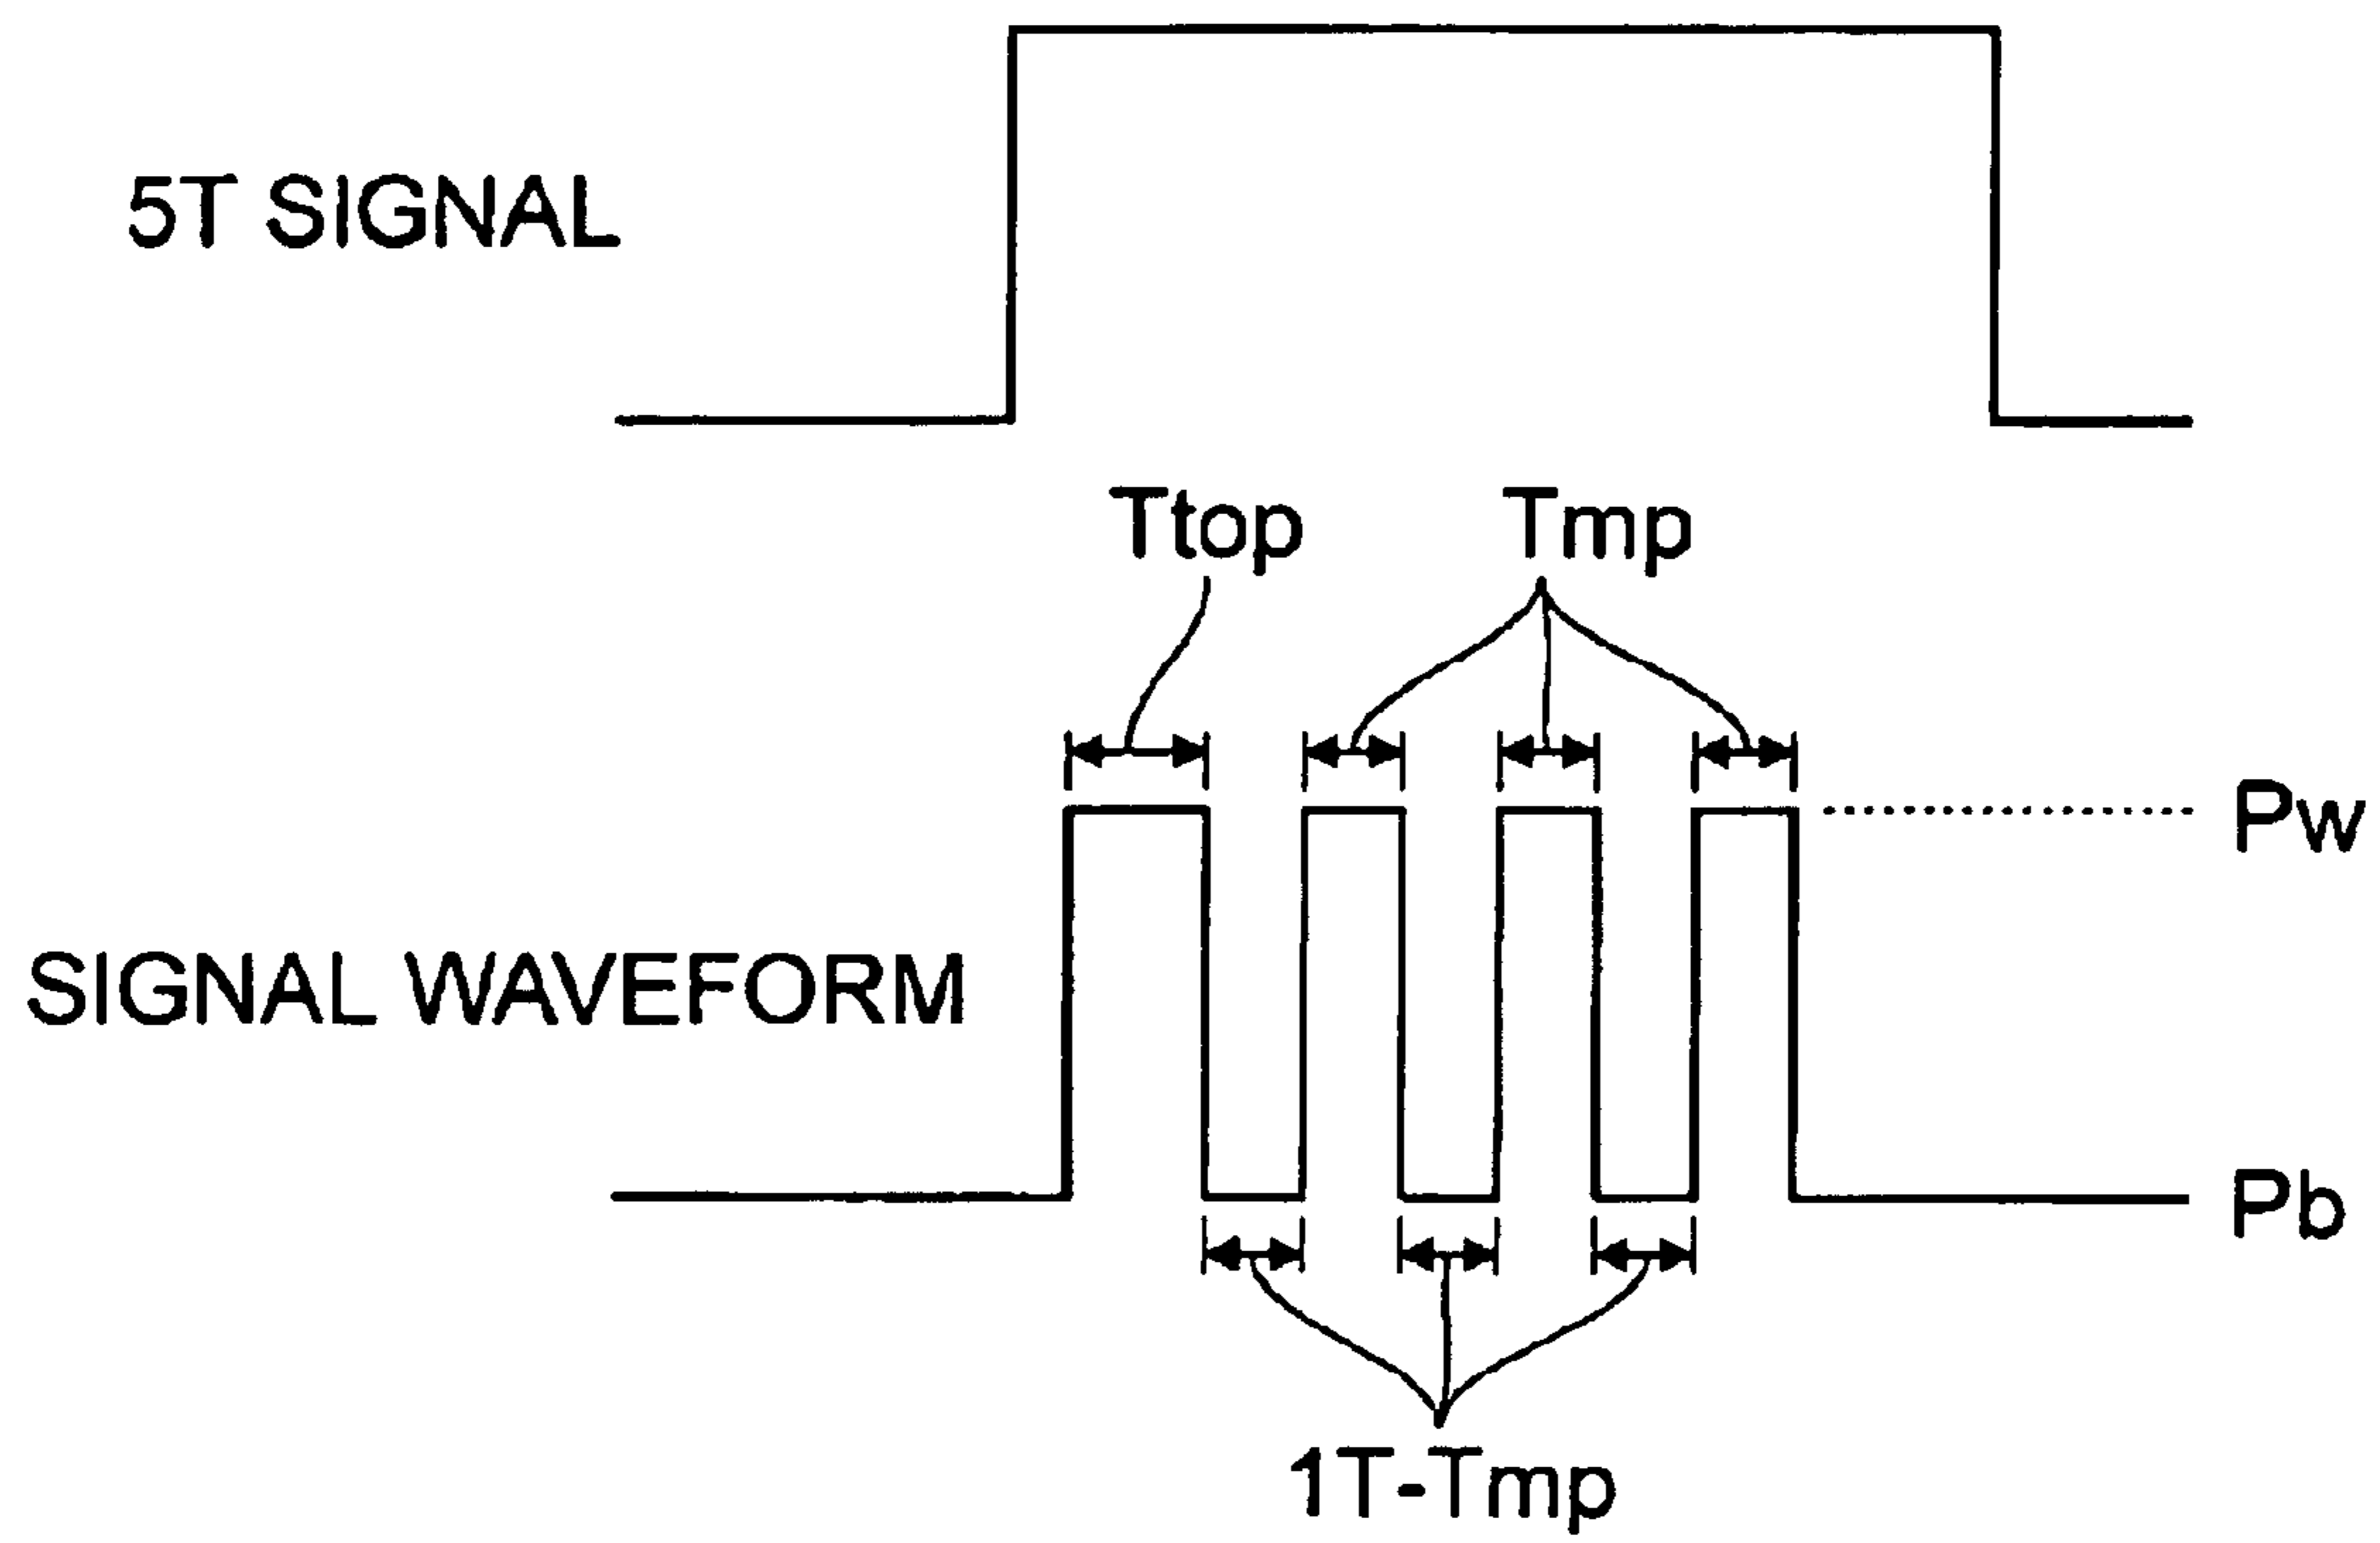 5T SIGNAL
Ttop
Tmp
Pw
SIGNAL WAVEFORM
Pb
1T-Tmp